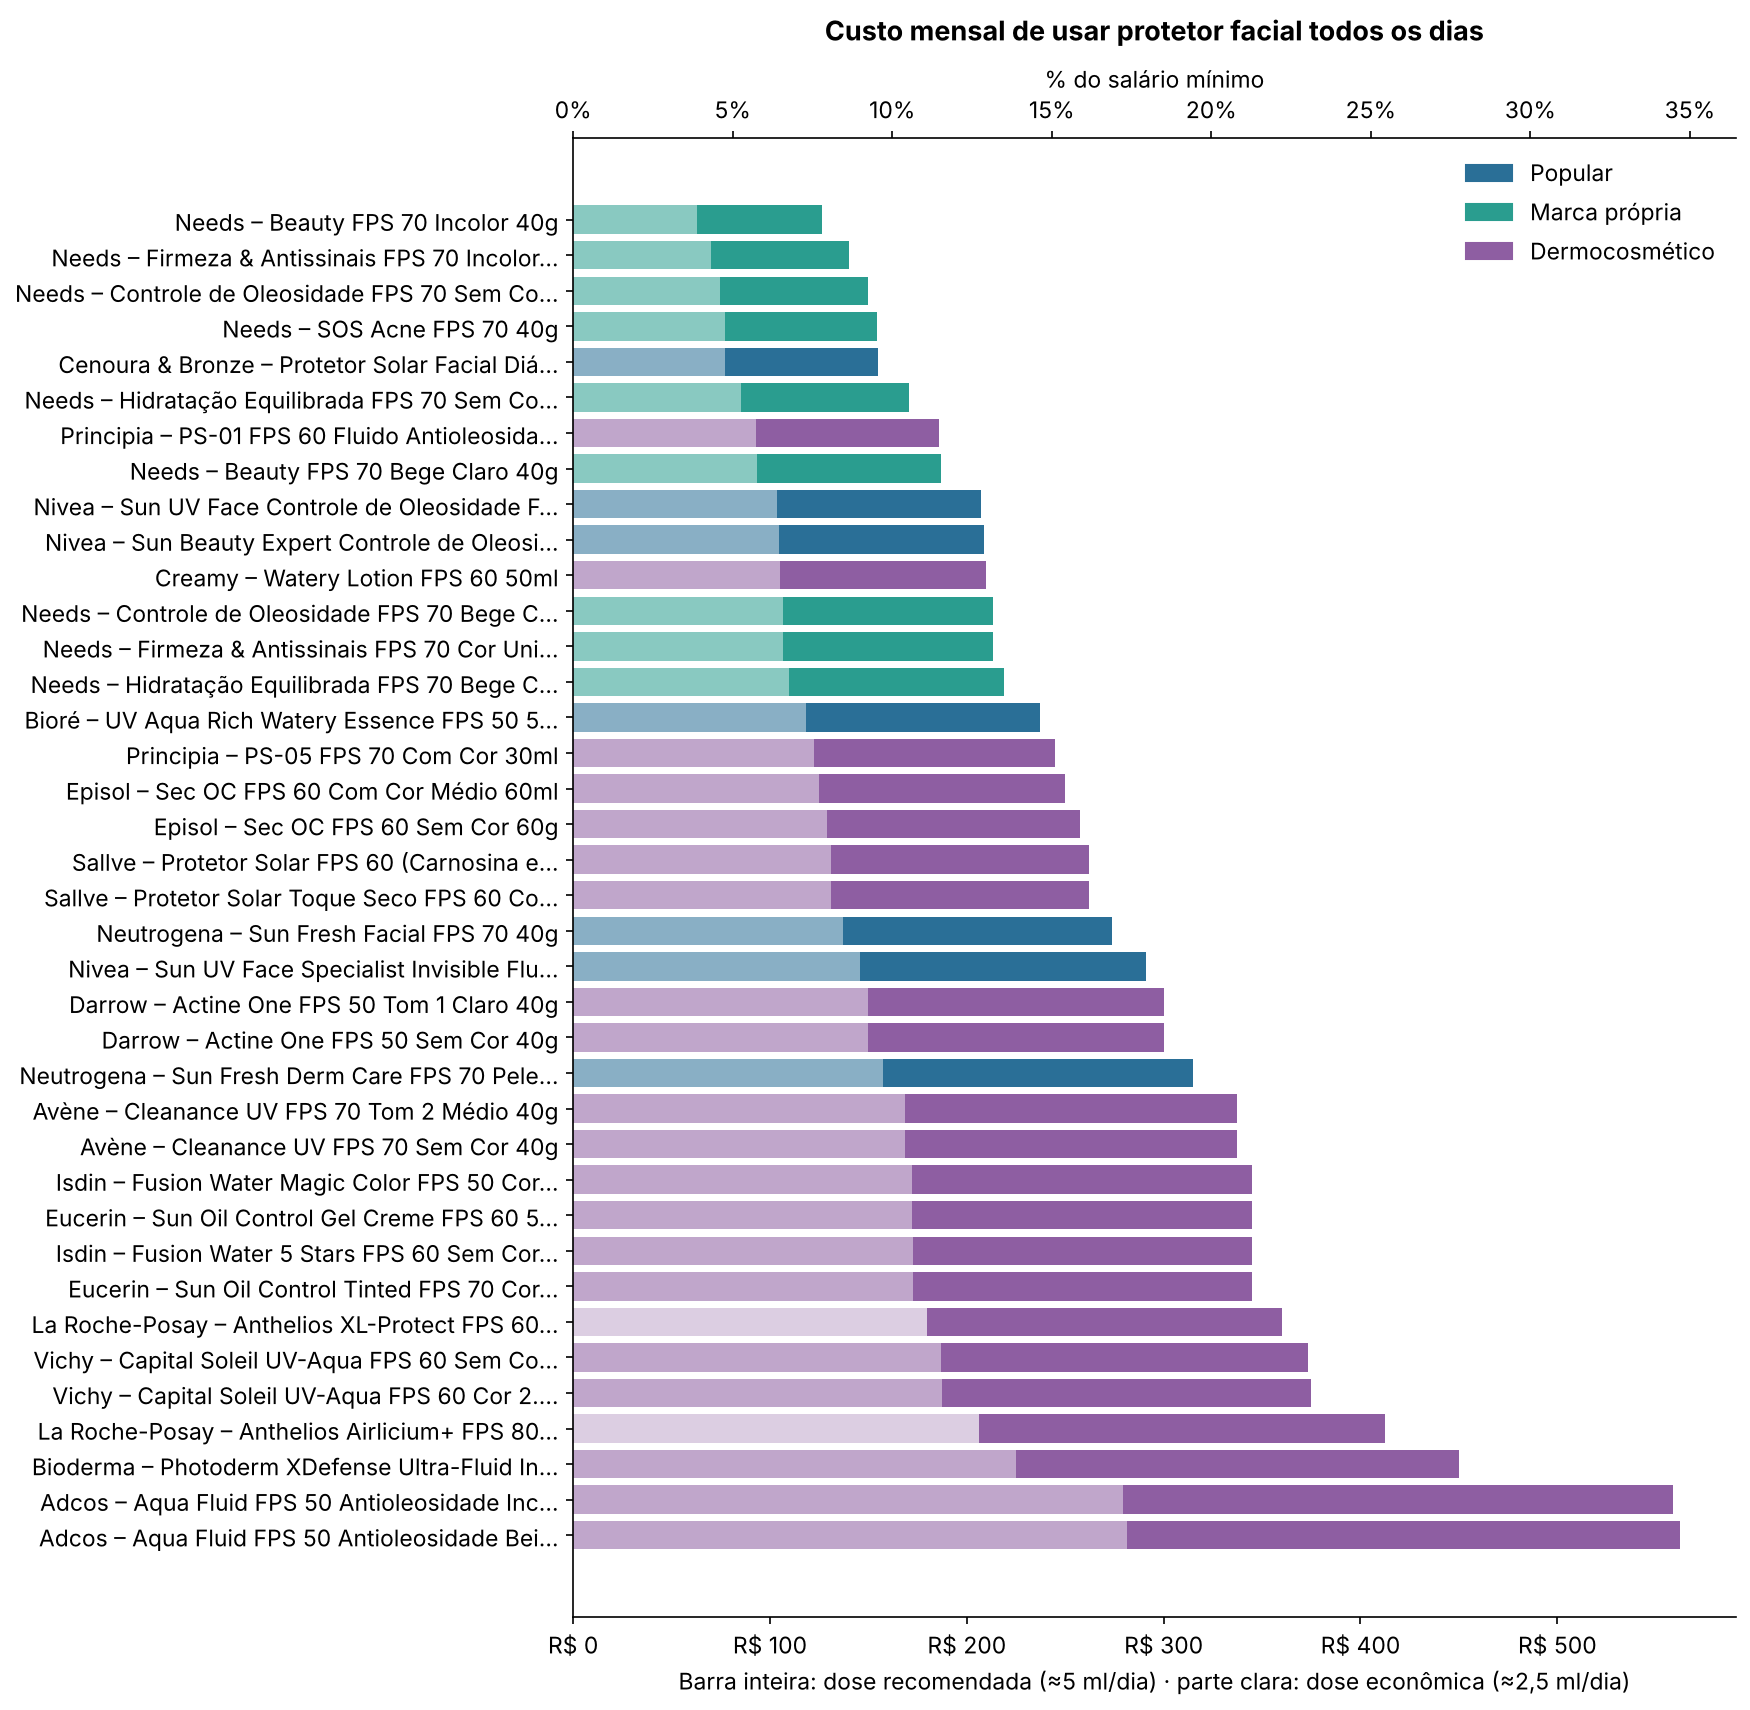 Custo mensal de usar protetor facial todos os dias
% do salário mínimo
0% 5% 10% 15% 20% 25% 30% 35%
Popular
Marca própria
Dermocosmético
Needs – Beauty FPS 70 Incolor 40g
Needs – Firmeza & Antissinais FPS 70 Incolor...
Needs – Controle de Oleosidade FPS 70 Sem Co...
Needs – SOS Acne FPS 70 40g
Cenoura & Bronze – Protetor Solar Facial Diá...
Needs – Hidratação Equilibrada FPS 70 Sem Co...
Principia – PS-01 FPS 60 Fluido Antioleosida...
Needs – Beauty FPS 70 Bege Claro 40g
Nivea – Sun UV Face Controle de Oleosidade F...
Nivea – Sun Beauty Expert Controle de Oleosi...
Creamy – Watery Lotion FPS 60 50ml
Needs – Controle de Oleosidade FPS 70 Bege C...
Needs – Firmeza & Antissinais FPS 70 Cor Uni...
Needs – Hidratação Equilibrada FPS 70 Bege C...
Bioré – UV Aqua Rich Watery Essence FPS 50 5...
Principia – PS-05 FPS 70 Com Cor 30ml
Episol – Sec OC FPS 60 Com Cor Médio 60ml
Episol – Sec OC FPS 60 Sem Cor 60g
Sallve – Protetor Solar FPS 60 (Carnosina e...
Sallve – Protetor Solar Toque Seco FPS 60 Co...
Neutrogena – Sun Fresh Facial FPS 70 40g
Nivea – Sun UV Face Specialist Invisible Flu...
Darrow – Actine One FPS 50 Tom 1 Claro 40g
Darrow – Actine One FPS 50 Sem Cor 40g
Neutrogena – Sun Fresh Derm Care FPS 70 Pele...
Avène – Cleanance UV FPS 70 Tom 2 Médio 40g
Avène – Cleanance UV FPS 70 Sem Cor 40g
Isdin – Fusion Water Magic Color FPS 50 Cor...
Eucerin – Sun Oil Control Gel Creme FPS 60 5...
Isdin – Fusion Water 5 Stars FPS 60 Sem Cor...
Eucerin – Sun Oil Control Tinted FPS 70 Cor...
La Roche-Posay – Anthelios XL-Protect FPS 60...
Vichy – Capital Soleil UV-Aqua FPS 60 Sem Co...
Vichy – Capital Soleil UV-Aqua FPS 60 Cor 2....
La Roche-Posay – Anthelios Airlicium+ FPS 80...
Bioderma – Photoderm XDefense Ultra-Fluid In...
Adcos – Aqua Fluid FPS 50 Antioleosidade Inc...
Adcos – Aqua Fluid FPS 50 Antioleosidade Bei...
R$ 0 R$ 100 R$ 200 R$ 300 R$ 400 R$ 500
Barra inteira: dose recomendada (≈5 ml/dia) · parte clara: dose econômica (≈2,5 ml/dia)